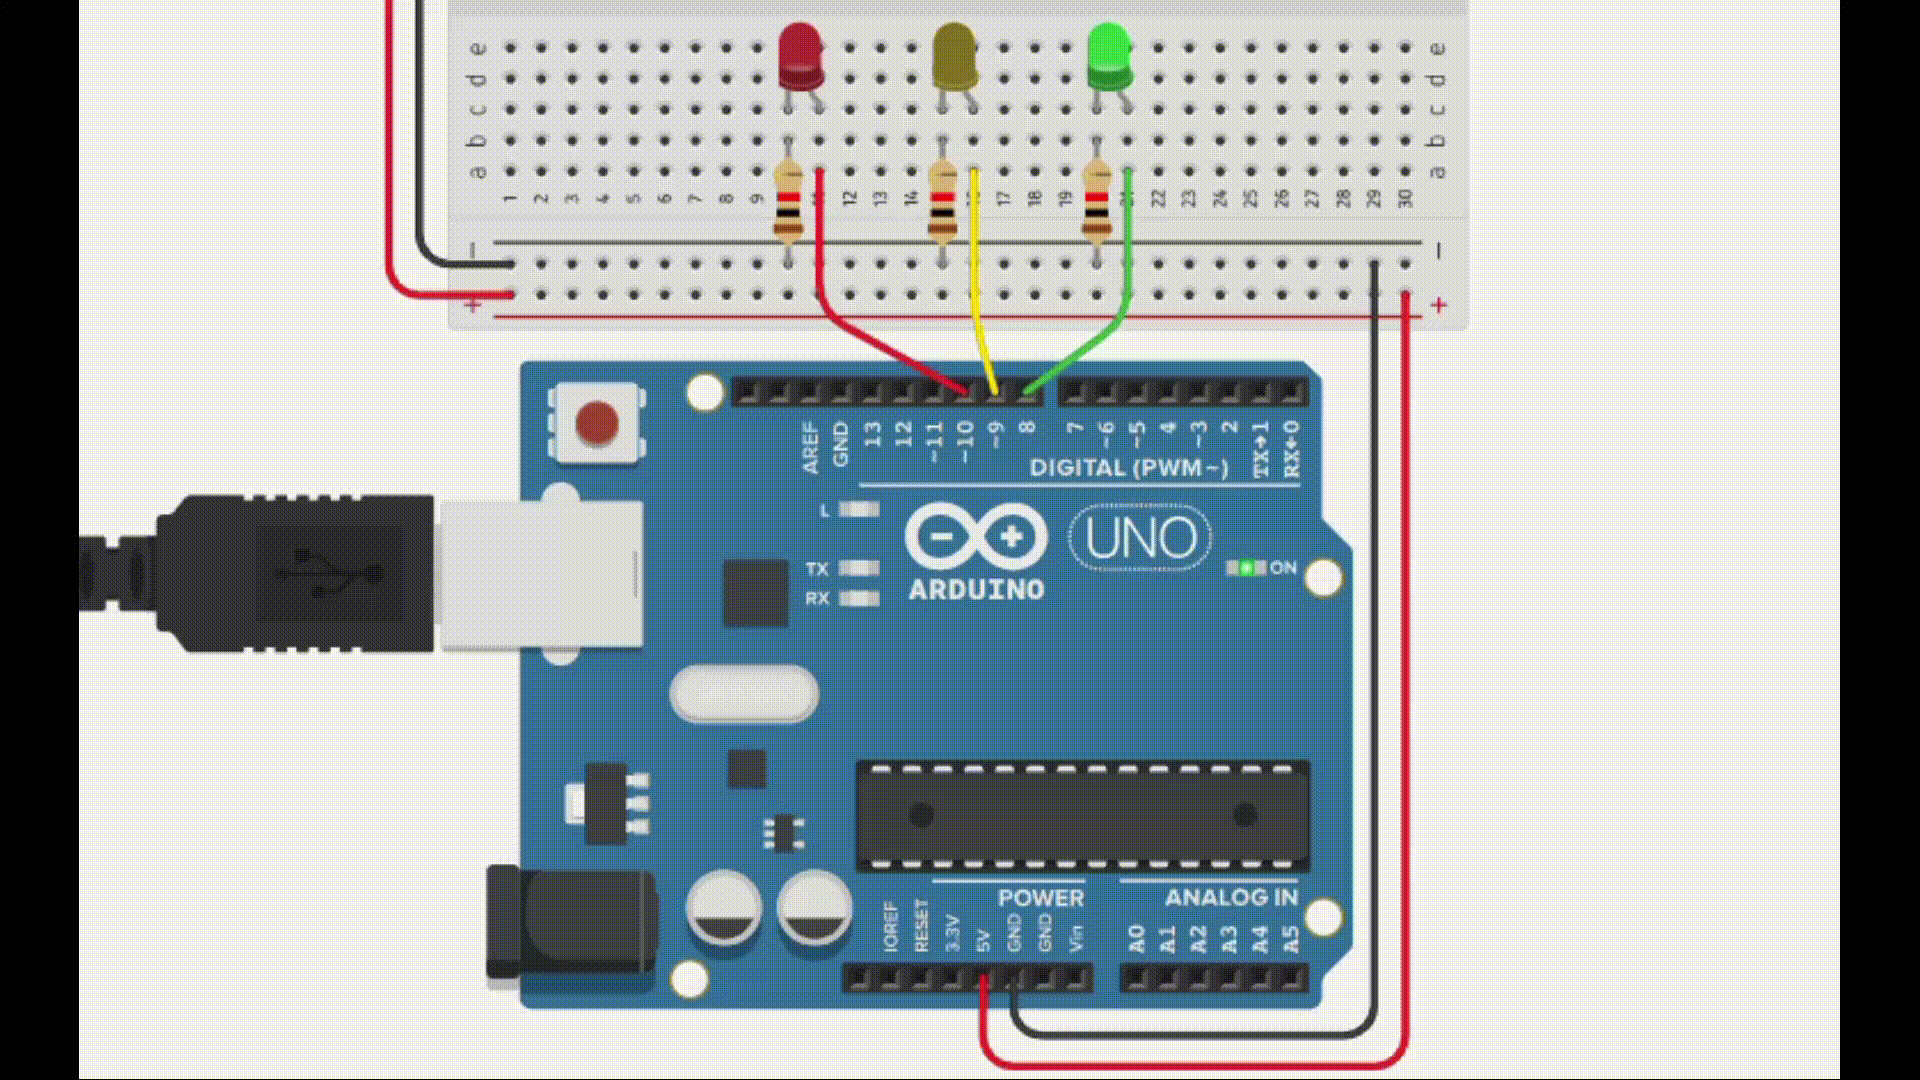 e e
d d
c c
b b
a a
1 2 3 4 5 6 7 8 9 12 13 14 17 18 19 22 23 24 25 26 27 28 29 30
− −
+ +
AREF GND 13 12 ~11 ~10 ~9 8 7 ~6 ~5 4 ~3 2 TX→1 RX←0
DIGITAL (PWM~)
L
UNO
TX ON
RX ARDUINO
POWER ANALOG IN
IOREF RESET 3.3V 5V GND GND Vin A0 A1 A2 A3 A4 A5